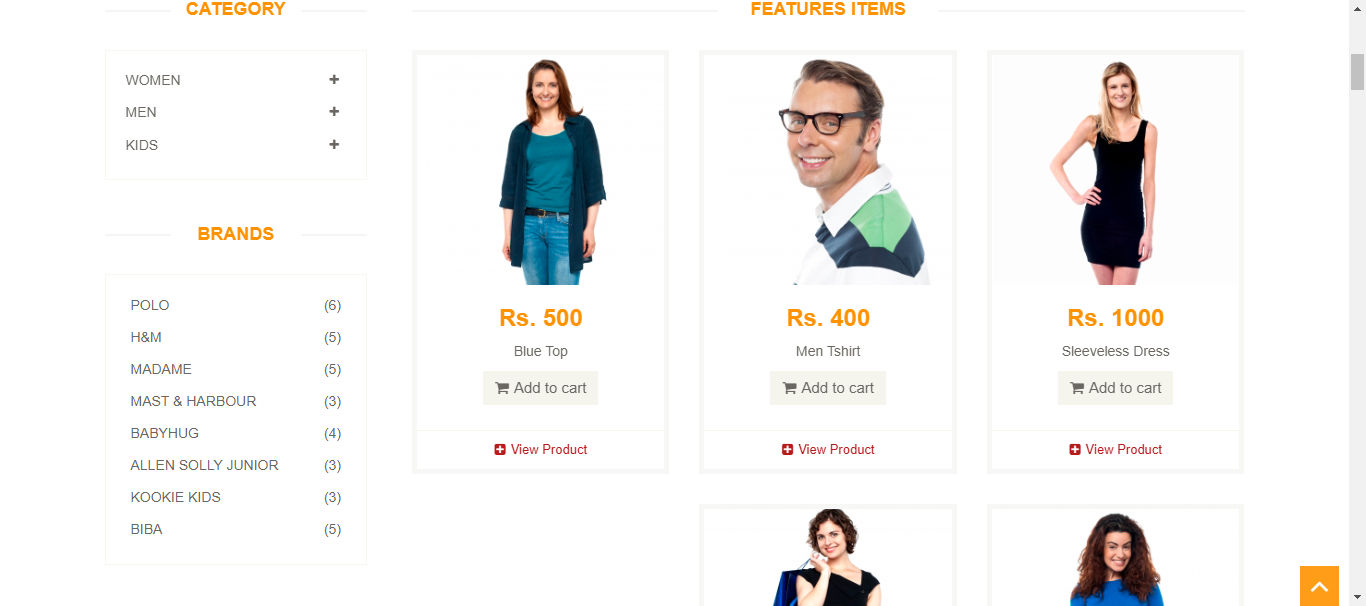 CATEGORY
WOMEN
MEN
KIDS
BRANDS
POLO (6)
H&M (5)
MADAME (5)
MAST & HARBOUR (3)
BABYHUG (4)
ALLEN SOLLY JUNIOR (3)
KOOKIE KIDS (3)
BIBA (5)
FEATURES ITEMS
Rs. 500
Blue Top
Add to cart
View Product
Rs. 400
Men Tshirt
Add to cart
View Product
Rs. 1000
Sleeveless Dress
Add to cart
View Product